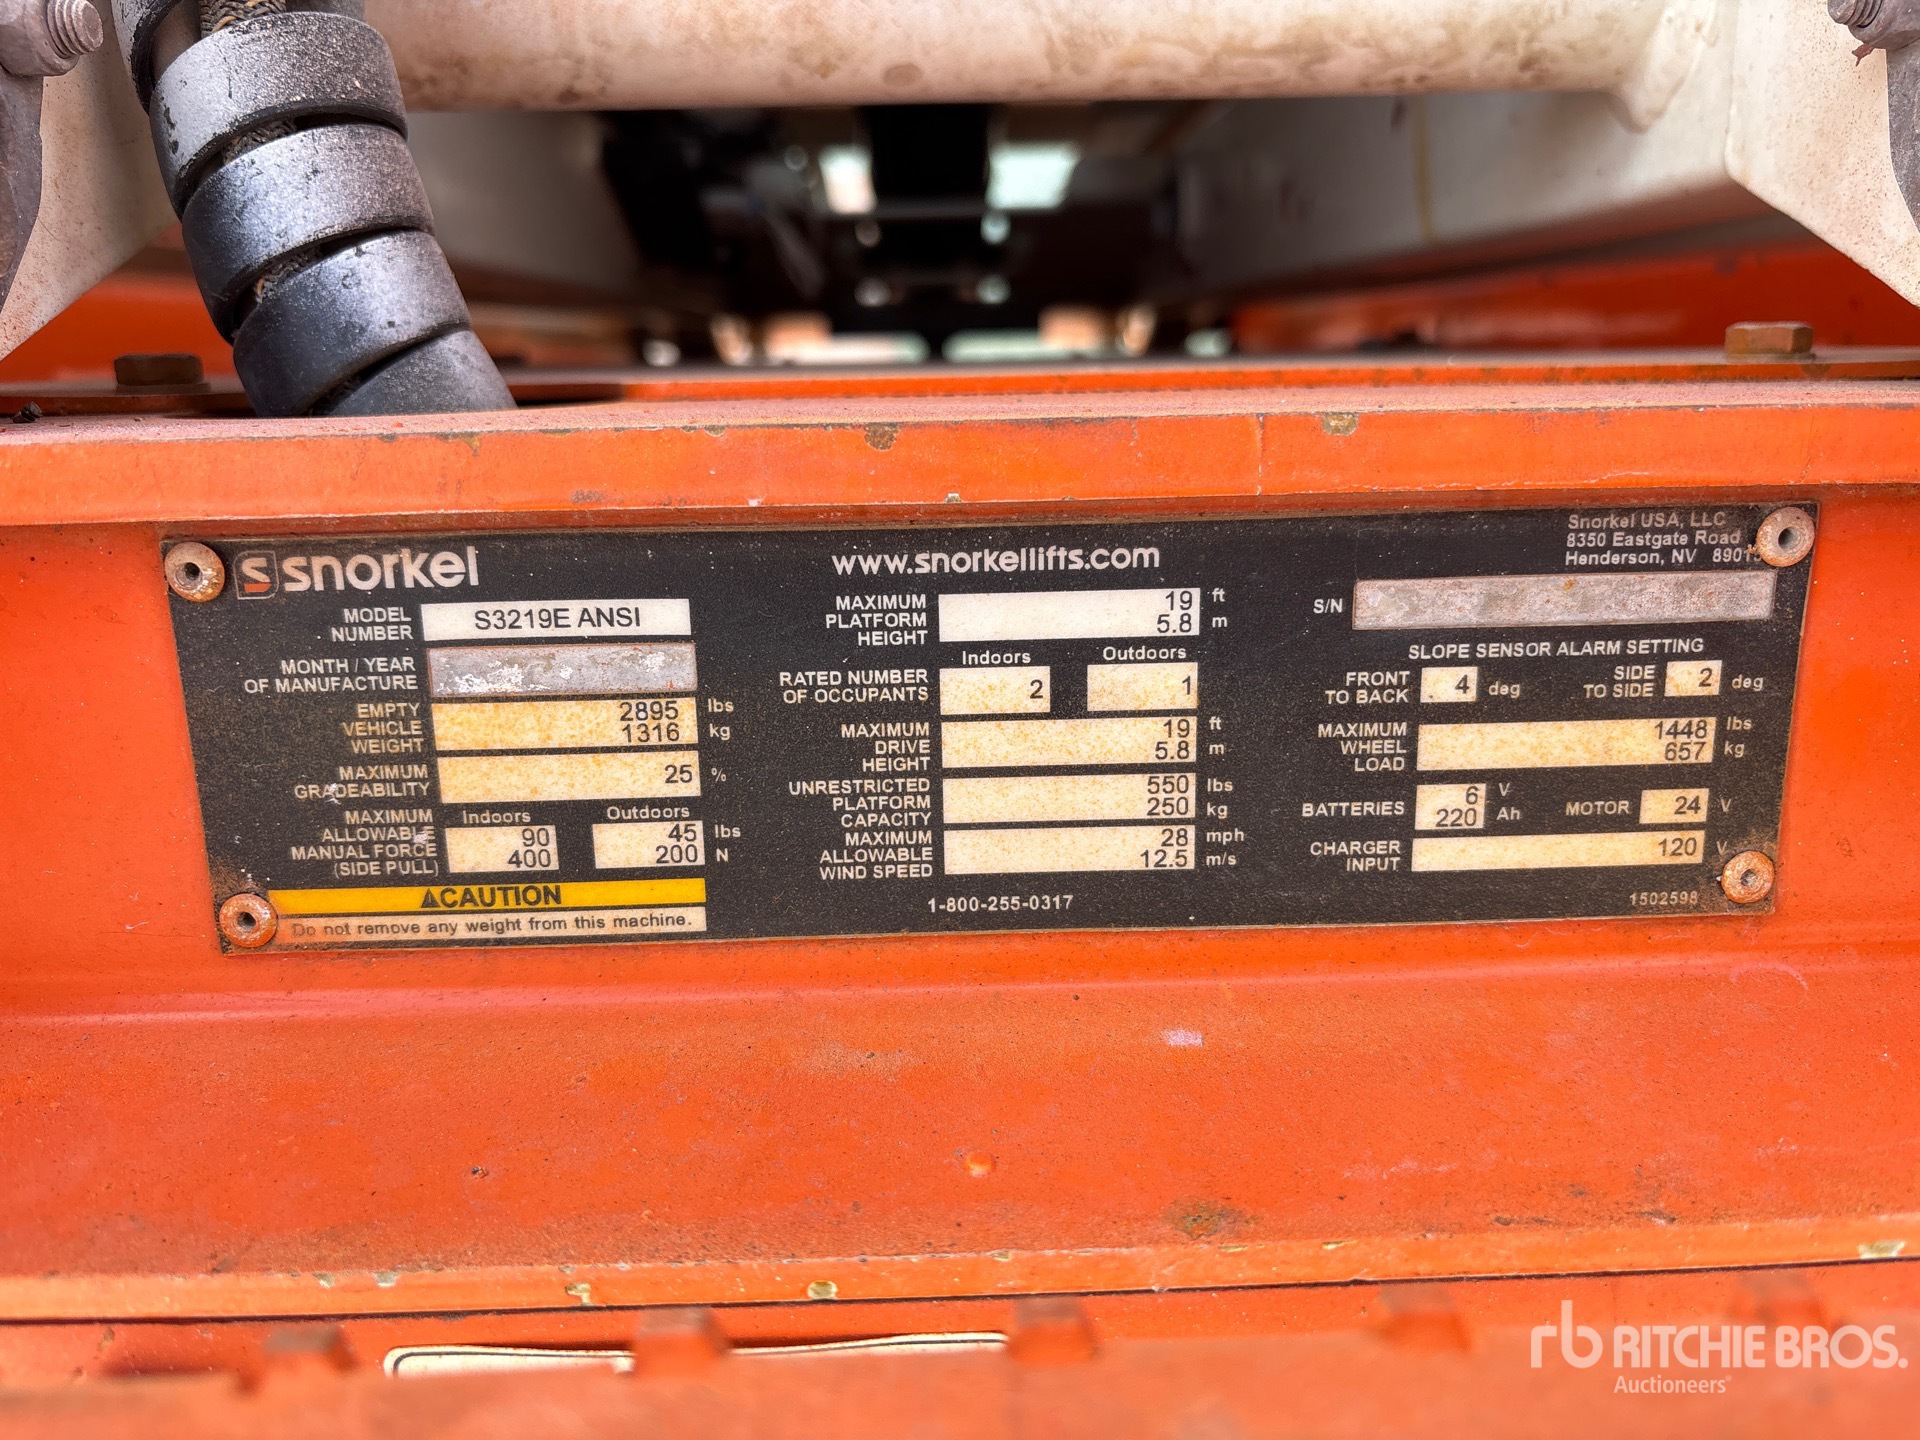 snorkel
MODEL NUMBER S3219E ANSI
MONTH / YEAR OF MANUFACTURE
EMPTY VEHICLE WEIGHT 2895 lbs 1316 kg
MAXIMUM GRADEABILITY 25 %
MAXIMUM ALLOWABLE MANUAL FORCE (SIDE PULL)
Indoors Outdoors
90 45 lbs
400 200 N
CAUTION
Do not remove any weight from this machine.
www.snorkellifts.com
MAXIMUM PLATFORM HEIGHT 19 ft 5.8 m
Indoors Outdoors
RATED NUMBER OF OCCUPANTS 2 1
MAXIMUM DRIVE HEIGHT 19 ft 5.8 m
UNRESTRICTED PLATFORM CAPACITY 550 lbs 250 kg
MAXIMUM ALLOWABLE WIND SPEED 28 mph 12.5 m/s
1-800-255-0317
Snorkel USA, LLC
8350 Eastgate Road
Henderson, NV
S/N
SLOPE SENSOR ALARM SETTING
FRONT TO BACK 4 deg SIDE TO SIDE 2 deg
MAXIMUM WHEEL LOAD 1448 lbs 657 kg
BATTERIES 6 V 220 Ah MOTOR 24 V
CHARGER INPUT 120 V
1502598
rb RITCHIE BROS.
Auctioneers